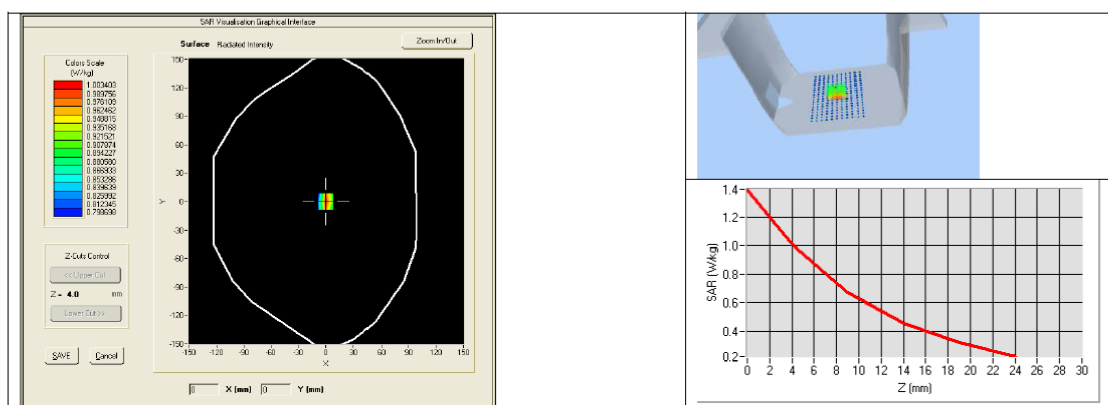 SAR Visualisation Graphical Interface
Surface Radiated Intensity
Zoom In/Out
Colors Scale
(W/kg)
1.003403
0.989756
0.976109
0.962462
0.948815
0.935168
0.921521
0.907874
0.894227
0.880580
0.866933
0.853286
0.839639
0.825992
0.812345
0.798698
150
120
90
60
30
0
-30
-60
-90
-120
-150
Y
-150 -120 -90 -60 -30 0 30 60 90 120 150
X
Z-Cuts Control
<< Upper Cut
Z = 4.0 mm
Lower Cut >>
SAVE Cancel
0 X (mm) 0 Y (mm)
1.4
1.2
1.0
0.8
0.6
0.4
0.2
SAR (W/kg)
0 2 4 6 8 10 12 14 16 18 20 22 24 26 28 30
Z (mm)